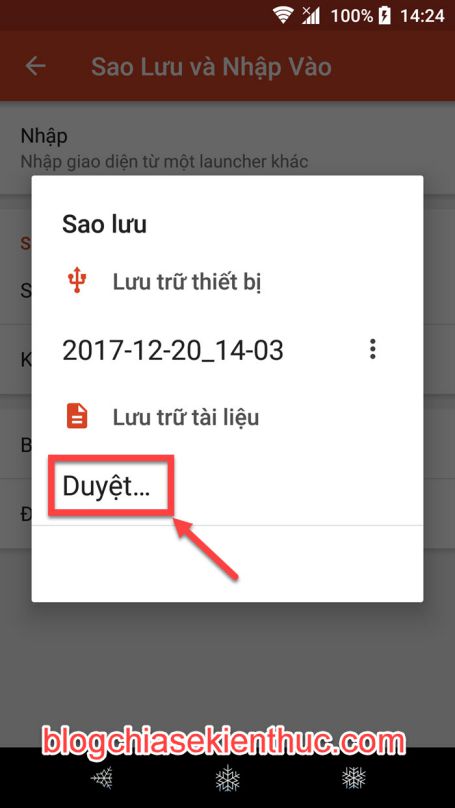 100% 14:24
Sao Lưu và Nhập Vào
Nhập
Nhập giao diện từ một launcher khác
Sao lưu
S
Lưu trữ thiết bị
S
2017-12-20_14-03
K
Lưu trữ tài liệu
B
Duyệt...
Đ
blogchiasekienthuc.com